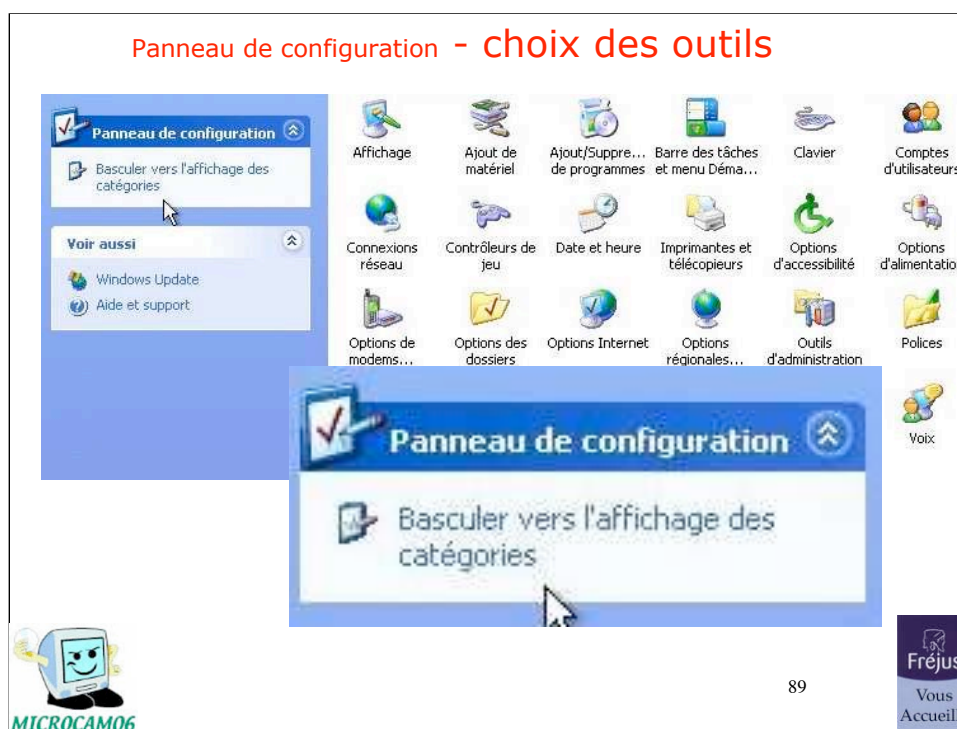 Panneau de configuration - choix des outils
Panneau de configuration
Basculer vers l'affichage des
catégories
Voir aussi
Windows Update
Aide et support
Affichage
Ajout de
matériel
Ajout/Suppre...
de programmes
Barre des tâches
et menu Déma...
Clavier
Comptes
d'utilisateurs
Connexions
réseau
Contrôleurs de
jeu
Date et heure
Imprimantes et
télécopieurs
Options
d'accessibilité
Options
d'alimentatio
Options de
modems...
Options des
dossiers
Options Internet
Options
régionales...
Outils
d'administration
Polices
Voix
Panneau de configuration
Basculer vers l'affichage des
catégories
MICROCAM06
89
Fréjus
Vous
Accueil